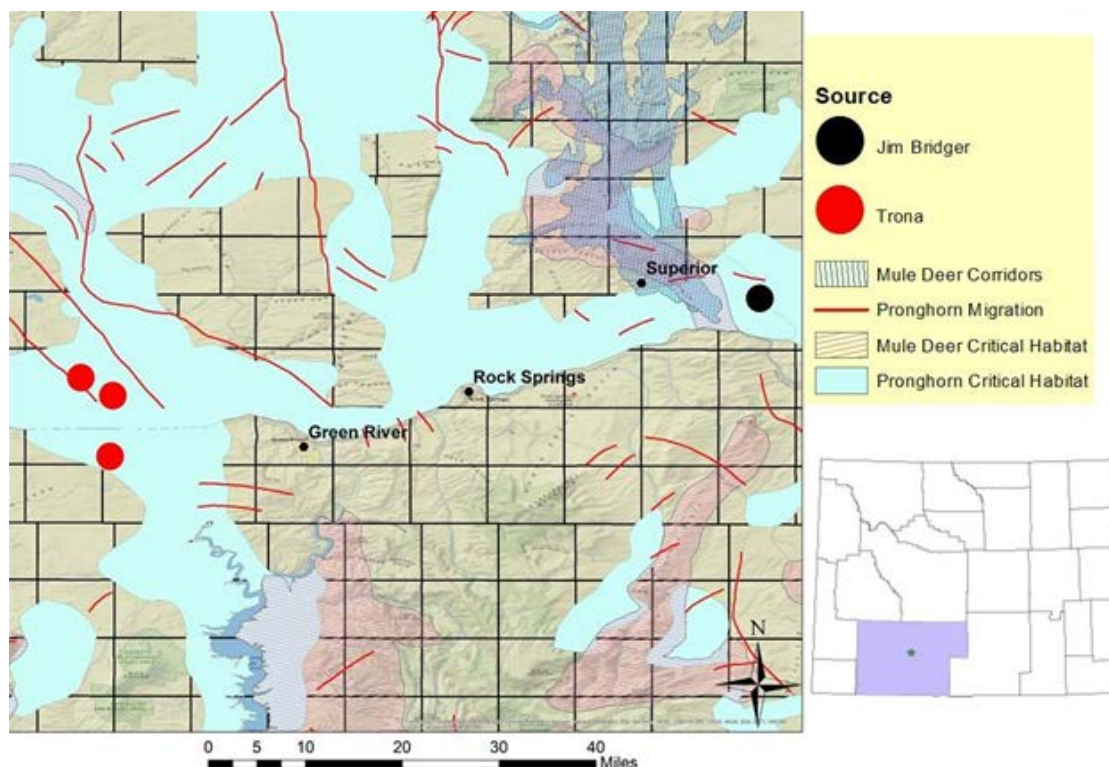 Superior
Rock Springs
Green River
N
0 5 10 20 30 40
Miles
Source
Jim Bridger
Trona
Mule Deer Corridors
Pronghorn Migration
Mule Deer Critical Habitat
Pronghorn Critical Habitat